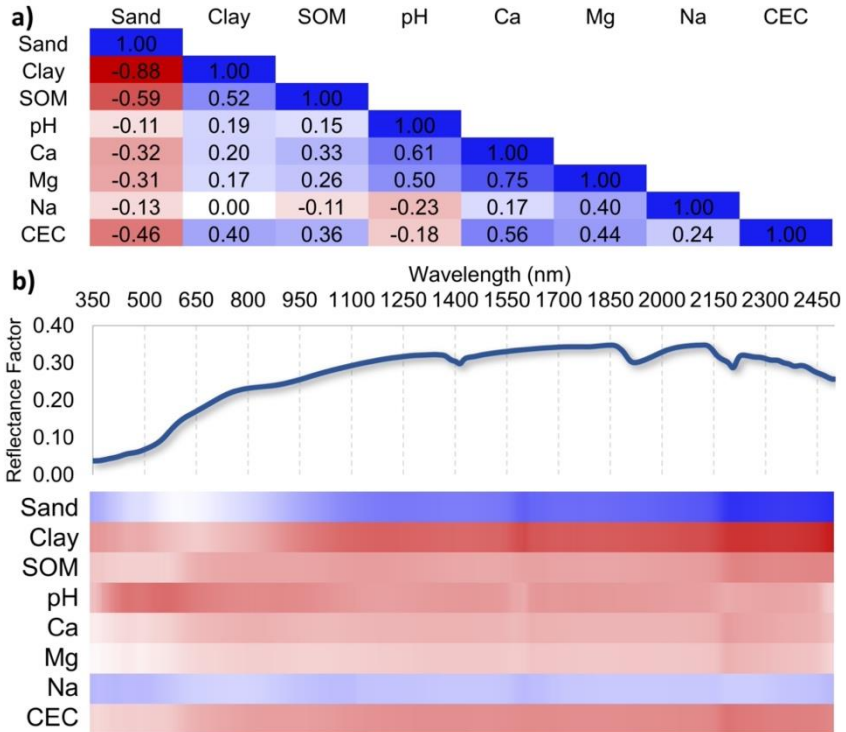 a) Sand Clay SOM pH Ca Mg Na CEC
Sand 1.00
Clay -0.88 1.00
SOM -0.59 0.52 1.00
pH -0.11 0.19 0.15 1.00
Ca -0.32 0.20 0.33 0.61 1.00
Mg -0.31 0.17 0.26 0.50 0.75 1.00
Na -0.13 0.00 -0.11 -0.23 0.17 0.40 1.00
CEC -0.46 0.40 0.36 -0.18 0.56 0.44 0.24 1.00
b) Wavelength (nm)
350 500 650 800 950 1100 1250 1400 1550 1700 1850 2000 2150 2300 2450
Reflectance Factor
0.40
0.30
0.20
0.10
0.00
Sand
Clay
SOM
pH
Ca
Mg
Na
CEC